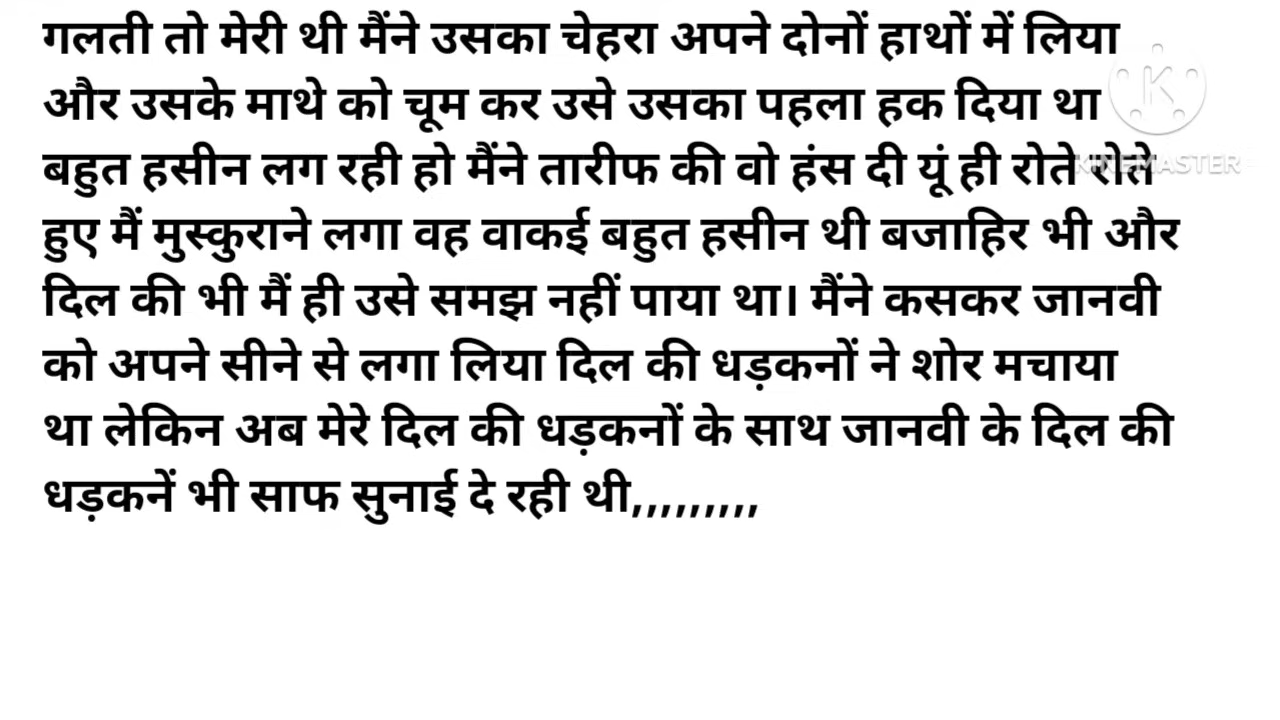 गलती तो मेरी थी मैंने उसका चेहरा अपने दोनों हाथों में लिया
और उसके माथे को चूम कर उसे उसका पहला हक दिया था
बहुत हसीन लग रही हो मैंने तारीफ की वो हंस दी यूं ही रोते रोते
हुए मैं मुस्कुराने लगा वह वाकई बहुत हसीन थी बजाहिर भी और
दिल की भी मैं ही उसे समझ नहीं पाया था। मैंने कसकर जानवी
को अपने सीने से लगा लिया दिल की धड़कनों ने शोर मचाया
था लेकिन अब मेरे दिल की धड़कनों के साथ जानवी के दिल की
धड़कनें भी साफ सुनाई दे रही थी,,,,,,,,,
K
KINEMASTER